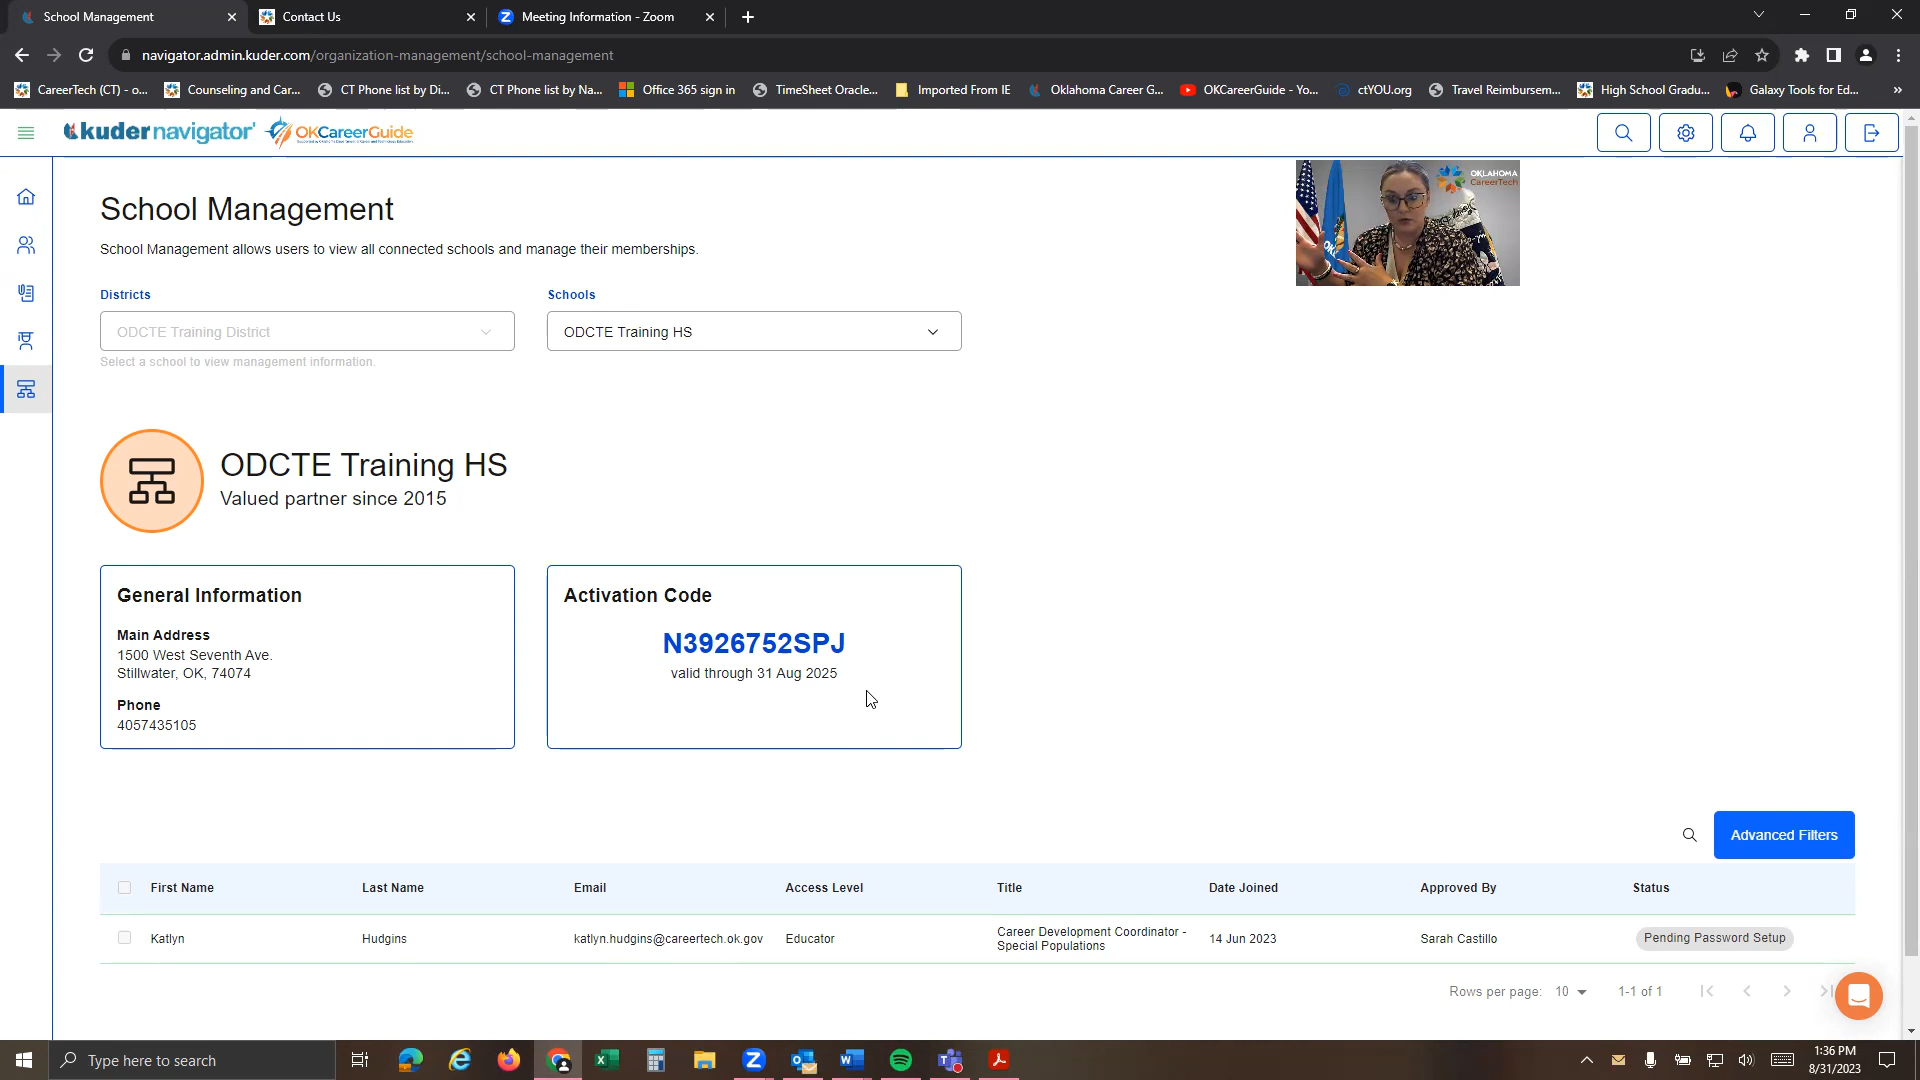 School Management
Contact Us
Meeting Information - Zoom
navigator.admin.kuder.com/organization-management/school-management
CareerTech (CT) - o...
Counseling and Car...
CT Phone list by Di...
CT Phone list by Na...
Office 365 sign in
TimeSheet Oracle...
Imported From IE
Oklahoma Career G...
OKCareerGuide - Yo...
ctYOU.org
Travel Reimbursem...
High School Gradu...
Galaxy Tools for Ed...
kuder navigator
OKCareerGuide
OKLAHOMA
CareerTech
School Management
School Management allows users to view all connected schools and manage their memberships.
Districts
Schools
ODCTE Training District
ODCTE Training HS
Select a school to view management information.
ODCTE Training HS
Valued partner since 2015
General Information
Main Address
1500 West Seventh Ave.
Stillwater, OK, 74074
Phone
4057435105
Activation Code
N3926752SPJ
valid through 31 Aug 2025
Advanced Filters
First Name Last Name Email Access Level Title Date Joined Approved By Status
Katlyn Hudgins katlyn.hudgins@careertech.ok.gov Educator Career Development Coordinator - Special Populations 14 Jun 2023 Sarah Castillo Pending Password Setup
Rows per page: 10 1-1 of 1
Type here to search
1:36 PM
8/31/2023